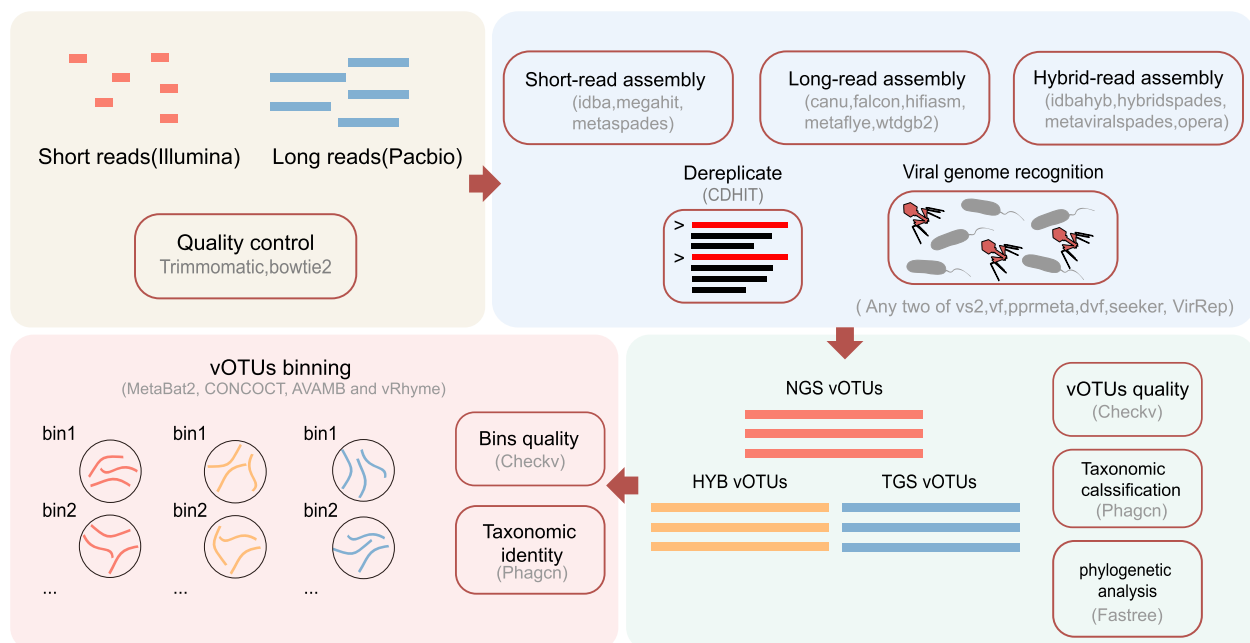 Short reads(Illumina)
Long reads(Pacbio)
Quality control
Trimmomatic,bowtie2
Short-read assembly
(idba,megahit,
metaspades)
Long-read assembly
(canu,falcon,hifiasm,
metaflye,wtdgb2)
Hybrid-read assembly
(idbahyb,hybridspades,
metaviralspades,opera)
Dereplicate
(CDHIT)
>
>
Viral genome recognition
( Any two of vs2,vf,pprmeta,dvf,seeker, VirRep)
NGS vOTUs
HYB vOTUs
TGS vOTUs
vOTUs quality
(Checkv)
Taxonomic
calssification
(Phagcn)
phylogenetic
analysis
(Fastree)
vOTUs binning
(MetaBat2, CONCOCT, AVAMB and vRhyme)
bin1
bin1
bin1
bin2
bin2
bin2
...
...
...
Bins quality
(Checkv)
Taxonomic
identity
(Phagcn)